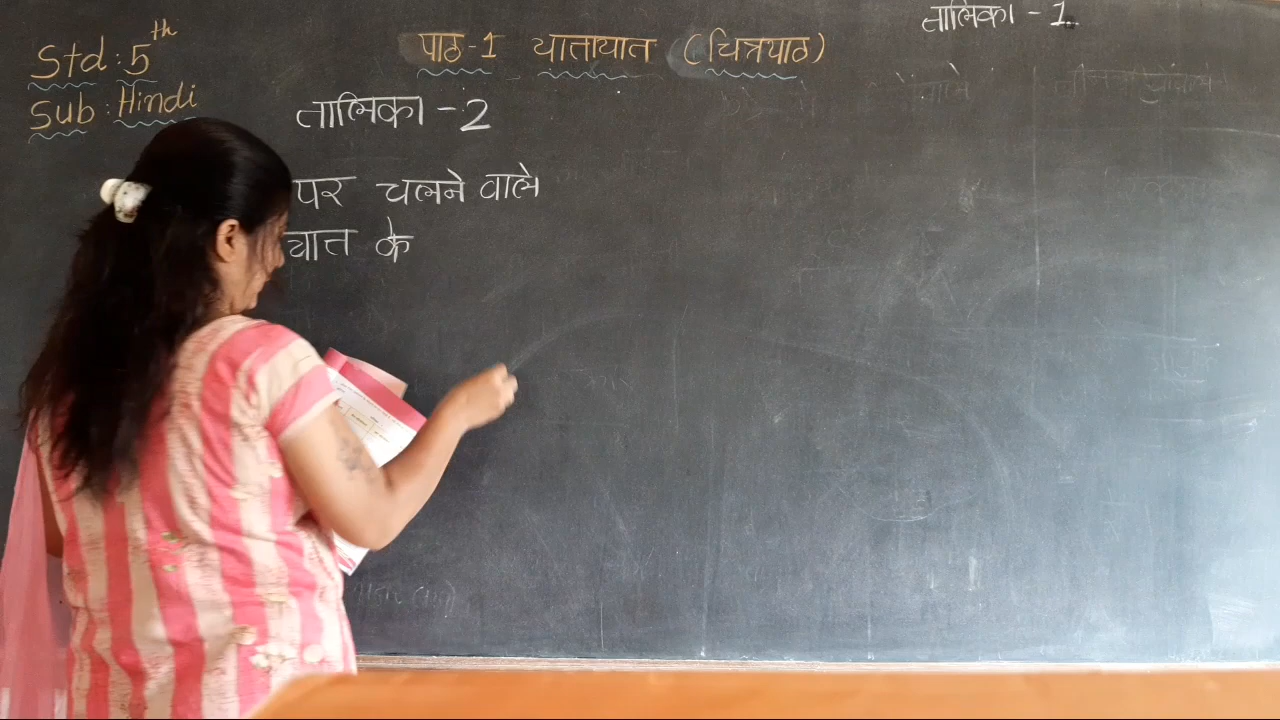 Std : 5th
Sub : Hindi
पाठ-1 यातायात (चित्रपाठ)
तालिका - 1
तालिका - 2
पर चलने वाले
यात के